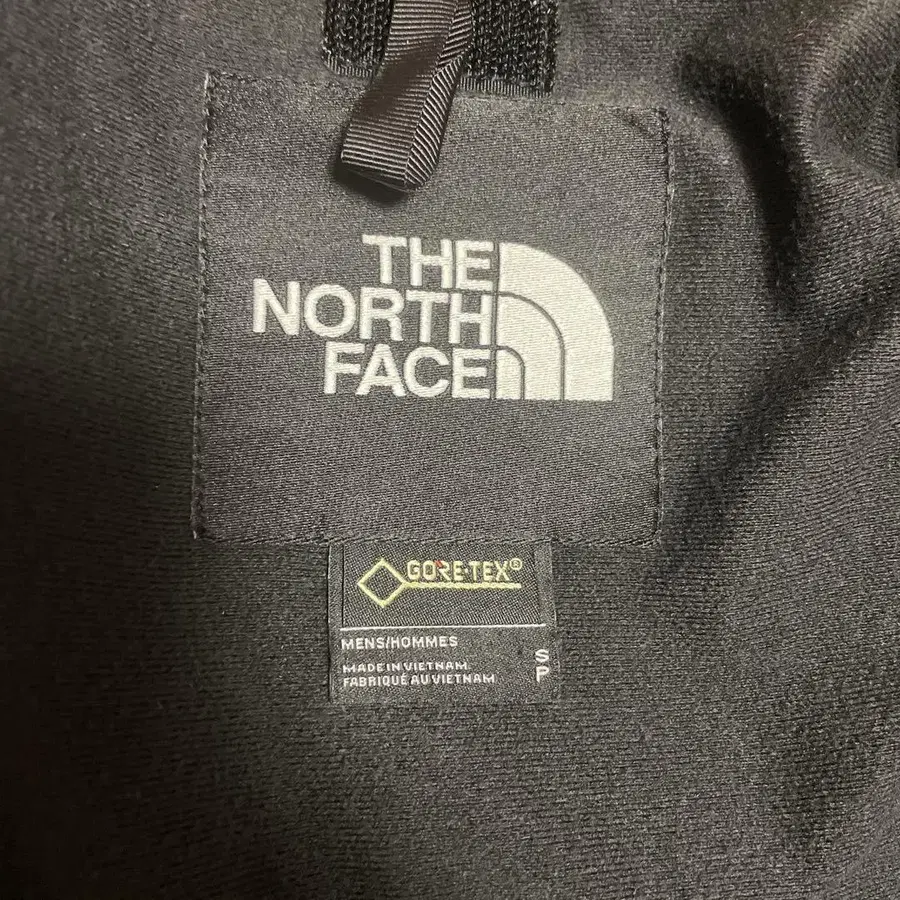 THE
NORTH
FACE
GORE-TEX®
MENS/HOMMES
MADE IN VIETNAM
FABRIQUÉ AU VIETNAM
S
P